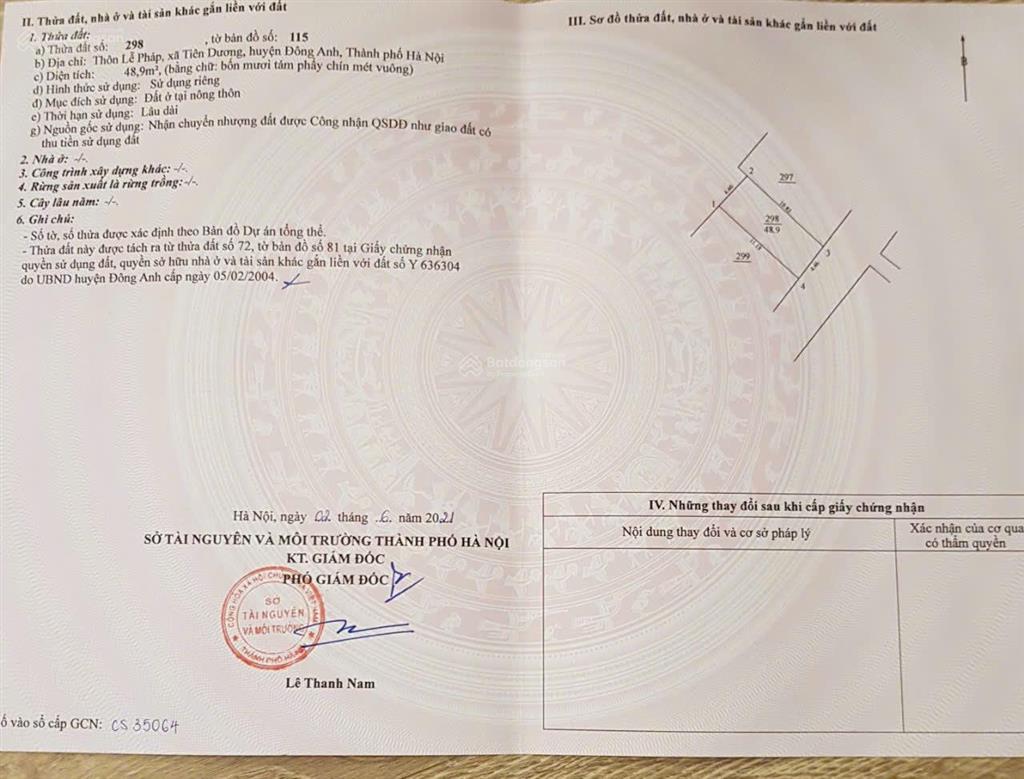 II. Thửa đất, nhà ở và tài sản khác gắn liền với đất
1. Thửa đất:
a) Thửa đất số: 298 , tờ bản đồ số: 115
b) Địa chỉ: Thôn Lễ Pháp, xã Tiên Dương, huyện Đông Anh, Thành phố Hà Nội
c) Diện tích: 48,9m², (bằng chữ: bốn mươi tám phẩy chín mét vuông)
d) Hình thức sử dụng: Sử dụng riêng
đ) Mục đích sử dụng: Đất ở tại nông thôn
e) Thời hạn sử dụng: Lâu dài
g) Nguồn gốc sử dụng: Nhận chuyển nhượng đất được Công nhận QSDĐ như giao đất có
thu tiền sử dụng đất
2. Nhà ở: -/-.
3. Công trình xây dựng khác: -/-.
4. Rừng sản xuất là rừng trồng:-/-.
5. Cây lâu năm: -/-.
6. Ghi chú:
- Số tờ, số thửa được xác định theo Bản đồ Dự án tổng thể.
- Thửa đất này được tách ra từ thửa đất số 72, tờ bản đồ số 81 tại Giấy chứng nhận
quyền sử dụng đất, quyền sở hữu nhà ở và tài sản khác gắn liền với đất số Y 636304
do UBND huyện Đông Anh cấp ngày 05/02/2004.
Hà Nội, ngày 02 tháng 6 năm 2021
SỞ TÀI NGUYÊN VÀ MÔI TRƯỜNG THÀNH PHỐ HÀ NỘI
KT. GIÁM ĐỐC
PHÓ GIÁM ĐỐC
SỞ
TÀI NGUYÊN
VÀ MÔI TRƯỜNG
THÀNH PHỐ HÀ NỘI
Lê Thanh Nam
ố vào sổ cấp GCN: CS 35064
III. Sơ đồ thửa đất, nhà ở và tài sản khác gắn liền với đất
B
2
297
1
298
48.9
299
3
4
Batdongsan
IV. Những thay đổi sau khi cấp giấy chứng nhận
Nội dung thay đổi và cơ sở pháp lý
Xác nhận của cơ qua
có thẩm quyền